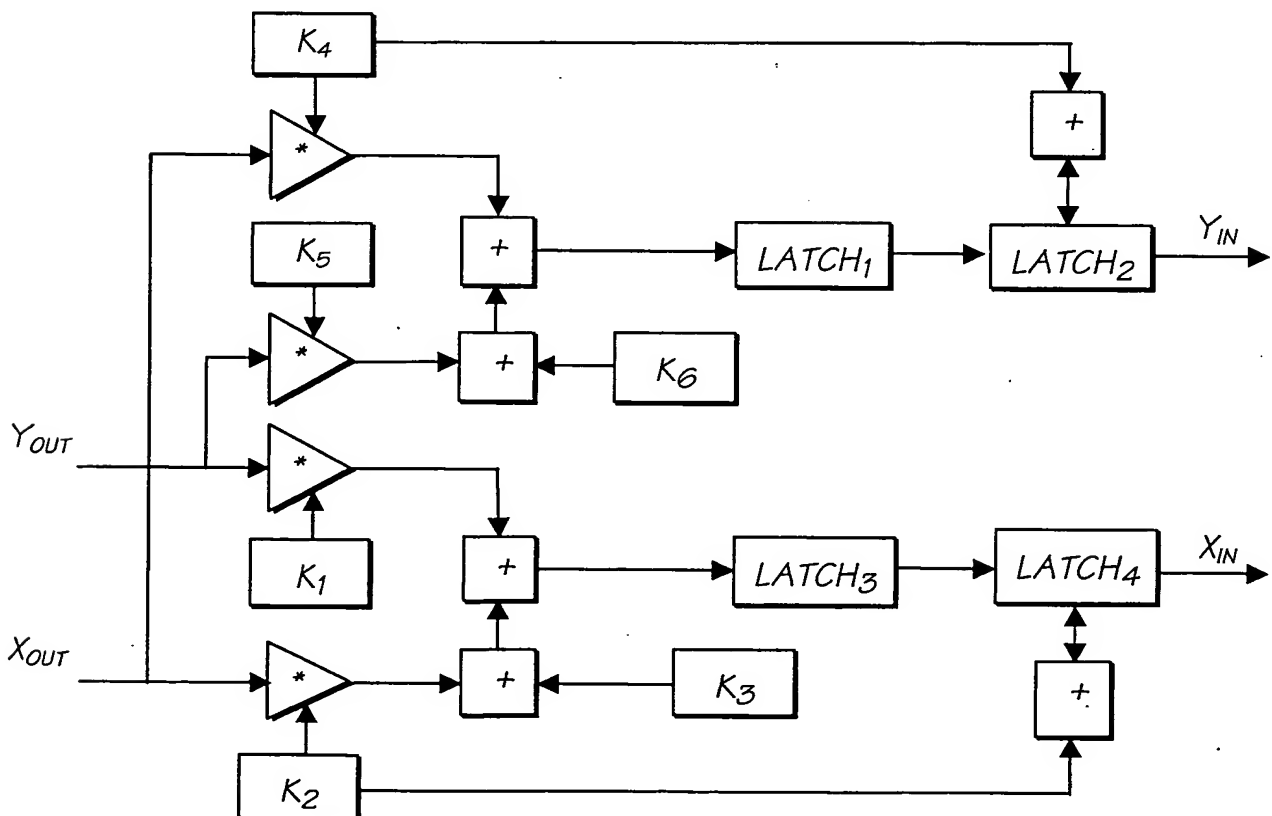 K4
*
+
K5
+
LATCH1
LATCH2
YIN
*
+
K6
YOUT
*
K1
+
LATCH3
LATCH4
XIN
XOUT
*
+
K3
+
K2